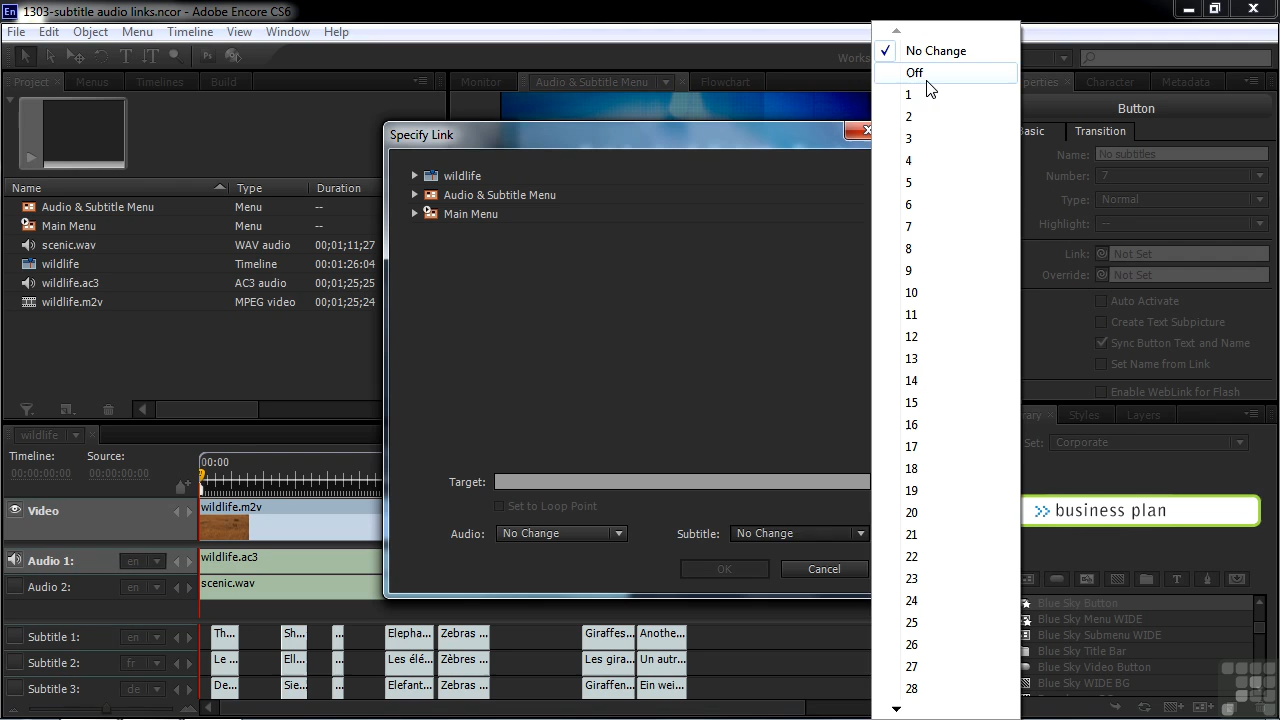 En 1303-subtitle audio links.ncor - Adobe Encore CS6
File Edit Object Menu Timeline View Window Help
Project Menus Timelines Build
Monitor Audio & Subtitle Menu Flowchart
Character Metadata
Name Type Duration
Audio & Subtitle Menu Menu --
Main Menu Menu --
scenic.wav WAV audio 00;01;11;27
wildlife Timeline 00:01:26:04
wildlife.ac3 AC3 audio 00;01;25;25
wildlife.m2v MPEG video 00;01;25;24
Specify Link
wildlife
Audio & Subtitle Menu
Main Menu
Target:
Set to Loop Point
Audio: No Change Subtitle: No Change
OK Cancel
No Change
Off
1
2
3
4
5
6
7
8
9
10
11
12
13
14
15
16
17
18
19
20
21
22
23
24
25
26
27
28
Button
Basic Transition
Name: No subtitles
Number: 7
Type: Normal
Highlight: --
Link: Not Set
Override: Not Set
Auto Activate
Create Text Subpicture
Sync Button Text and Name
Set Name from Link
Enable WebLink for Flash
Styles Layers
Set: Corporate
>> business plan
Blue Sky Button
Blue Sky Menu WIDE
Blue Sky Submenu WIDE
Blue Sky Title Bar
Blue Sky Video Button
Blue Sky WIDE BG
wildlife
Timeline: Source: 00:00
00:00:00:00 00:00:00:00
Video wildlife.m2v
Audio 1: en wildlife.ac3
Audio 2: en scenic.wav
Subtitle 1: en Th... Sh... ... Elepha... Zebras ... Giraffes... Anothe...
Subtitle 2: fr Le ... Ell... ... Les élé... Zèbres ... Les gira... Un autr...
Subtitle 3: de De... Sie... ... Elefant... Zebras ... Giraffen... Ein wei...